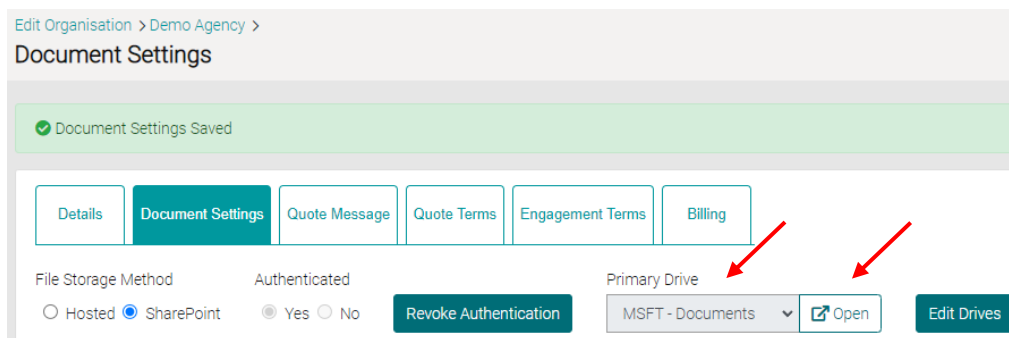 Edit Organisation > Demo Agency >
Document Settings
Document Settings Saved
Details Document Settings Quote Message Quote Terms Engagement Terms Billing
File Storage Method Authenticated Primary Drive
Hosted SharePoint Yes No Revoke Authentication MSFT - Documents Open Edit Drives